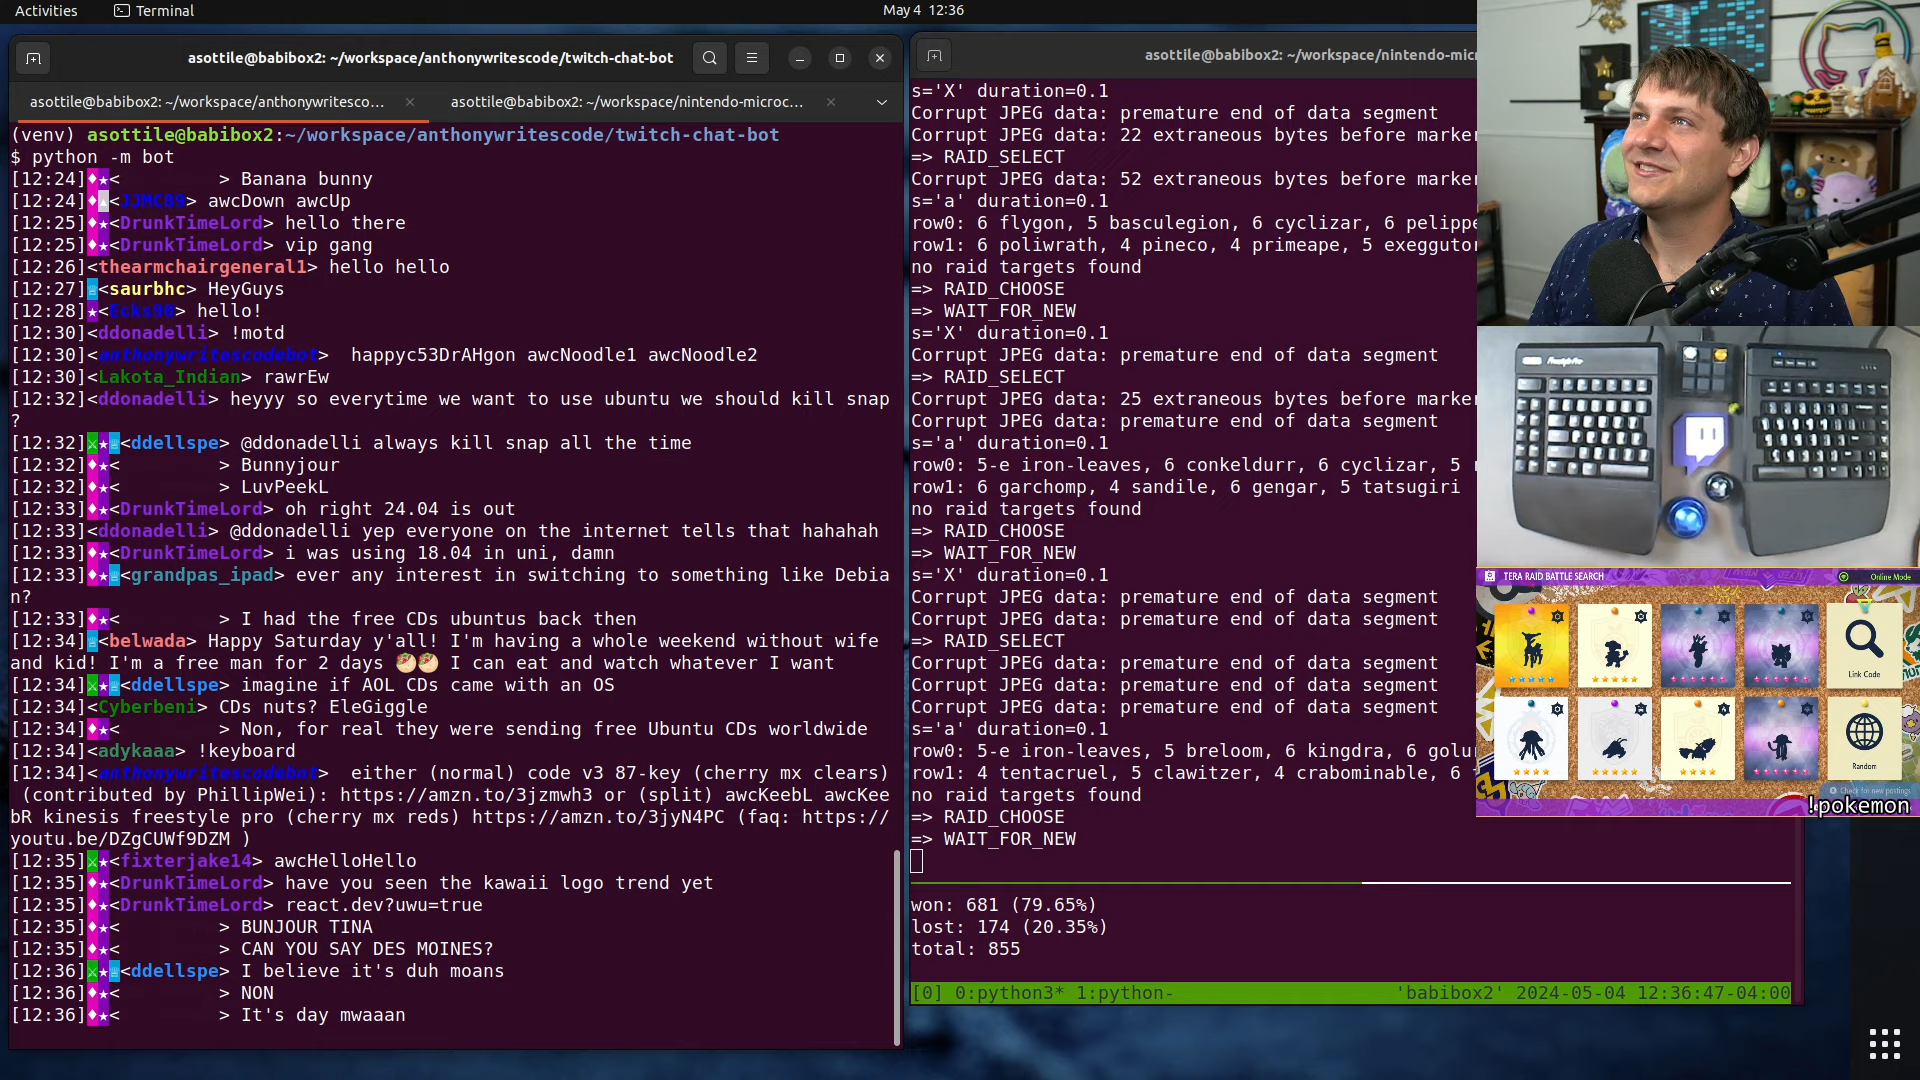 Activities
Terminal
May 4 12:36
asottile@babibox2: ~/workspace/anthonywritescode/twitch-chat-bot
asottile@babibox2: ~/workspace/anthonywritesco...
asottile@babibox2: ~/workspace/nintendo-microc...
(venv) asottile@babibox2:~/workspace/anthonywritescode/twitch-chat-bot
$ python -m bot
[12:24]♦★< > Banana bunny
[12:24]♦<JJMC89> awcDown awcUp
[12:25]♦★<DrunkTimeLord> hello there
[12:25]♦★<DrunkTimeLord> vip gang
[12:26]<thearmchairgeneral1> hello hello
[12:27]<saurbhc> HeyGuys
[12:28]★<Ecks90> hello!
[12:30]<ddonadelli> !motd
[12:30]<anthonywritescodebot>  happyc53DrAHgon awcNoodle1 awcNoodle2
[12:30]<Lakota_Indian> rawrEw
[12:32]<ddonadelli> heyyy so everytime we want to use ubuntu we should kill snap
?
[12:32]⚔★♕<ddellspe> @ddonadelli always kill snap all the time
[12:32]♦★< > Bunnyjour
[12:32]♦★< > LuvPeekL
[12:33]♦★<DrunkTimeLord> oh right 24.04 is out
[12:33]<ddonadelli> @ddonadelli yep everyone on the internet tells that hahahah
[12:33]♦★<DrunkTimeLord> i was using 18.04 in uni, damn
[12:33]♦★♕<grandpas_ipad> ever any interest in switching to something like Debia
n?
[12:33]♦★< > I had the free CDs ubuntus back then
[12:34]♕<belwada> Happy Saturday y'all! I'm having a whole weekend without wife
and kid! I'm a free man for 2 days 🥙🥙 I can eat and watch whatever I want
[12:34]⚔★♕<ddellspe> imagine if AOL CDs came with an OS
[12:34]<Cyberbeni> CDs nuts? EleGiggle
[12:34]♦★< > Non, for real they were sending free Ubuntu CDs worldwide
[12:34]<adykaaa> !keyboard
[12:34]<anthonywritescodebot>  either (normal) code v3 87-key (cherry mx clears)
(contributed by PhillipWei): https://amzn.to/3jzmwh3 or (split) awcKeebL awcKee
bR kinesis freestyle pro (cherry mx reds) https://amzn.to/3jyN4PC (faq: https://
youtu.be/DZgCUWf9DZM )
[12:35]⚔★<fixterjake14> awcHelloHello
[12:35]♦★<DrunkTimeLord> have you seen the kawaii logo trend yet
[12:35]♦★<DrunkTimeLord> react.dev?uwu=true
[12:35]♦★< > BUNJOUR TINA
[12:35]♦★< > CAN YOU SAY DES MOINES?
[12:36]⚔★♕<ddellspe> I believe it's duh moans
[12:36]♦★< > NON
[12:36]♦★< > It's day mwaaan
asottile@babibox2: ~/workspace/nintendo-mic
s='X' duration=0.1
Corrupt JPEG data: premature end of data segment
Corrupt JPEG data: 22 extraneous bytes before marker
=> RAID_SELECT
Corrupt JPEG data: 52 extraneous bytes before marker
s='a' duration=0.1
row0: 6 flygon, 5 basculegion, 6 cyclizar, 6 pelippe
row1: 6 poliwrath, 4 pineco, 4 primeape, 5 exeggutor
no raid targets found
=> RAID_CHOOSE
=> WAIT_FOR_NEW
s='X' duration=0.1
Corrupt JPEG data: premature end of data segment
=> RAID_SELECT
Corrupt JPEG data: 25 extraneous bytes before marker
Corrupt JPEG data: premature end of data segment
s='a' duration=0.1
row0: 5-e iron-leaves, 6 conkeldurr, 6 cyclizar, 5
row1: 6 garchomp, 4 sandile, 6 gengar, 5 tatsugiri
no raid targets found
=> RAID_CHOOSE
=> WAIT_FOR_NEW
s='X' duration=0.1
Corrupt JPEG data: premature end of data segment
Corrupt JPEG data: premature end of data segment
=> RAID_SELECT
Corrupt JPEG data: premature end of data segment
Corrupt JPEG data: premature end of data segment
Corrupt JPEG data: premature end of data segment
s='a' duration=0.1
row0: 5-e iron-leaves, 5 breloom, 6 kingdra, 6 golu
row1: 4 tentacruel, 5 clawitzer, 4 crabominable, 6
no raid targets found
=> RAID_CHOOSE
=> WAIT_FOR_NEW
won: 681 (79.65%)
lost: 174 (20.35%)
total: 855
[0] 0:python3* 1:python- 'babibox2' 2024-05-04 12:36:47-04:00
Freestyle Pro
TERA RAID BATTLE SEARCH
Online Mode
Link Code
Random
Check for new postings
!pokemon